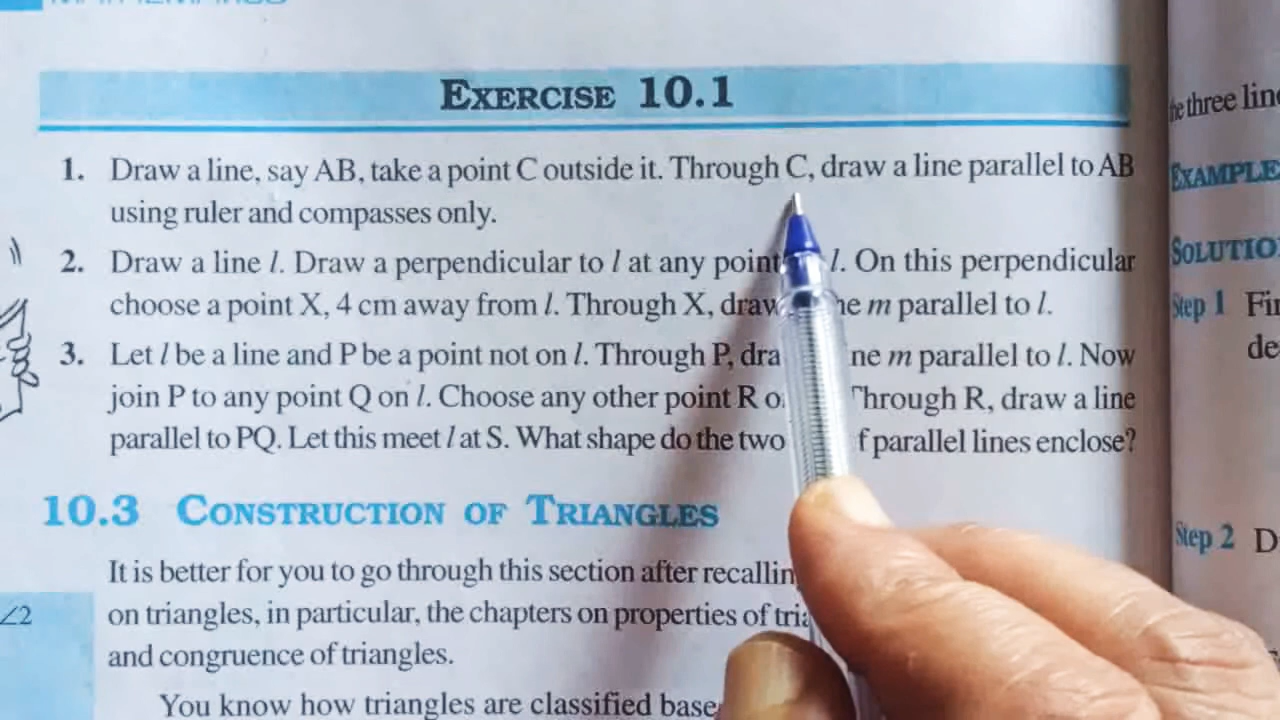 EXERCISE 10.1
1. Draw a line, say AB, take a point C outside it. Through C, draw a line parallel to AB
using ruler and compasses only.
2. Draw a line l. Draw a perpendicular to l at any point l. On this perpendicular
choose a point X, 4 cm away from l. Through X, draw m parallel to l.
3. Let l be a line and P be a point not on l. Through P, m parallel to l. Now
join P to any point Q on l. Choose any other point R Through R, draw a line
parallel to PQ. Let this meet l at S. What shape do the two parallel lines enclose?
10.3 CONSTRUCTION OF TRIANGLES
It is better for you to go through this section after
on triangles, in particular, the chapters on properties of
and congruence of triangles.
You know how triangles are classified
∠2
three
EXAMPLE
Step 1
Step 2